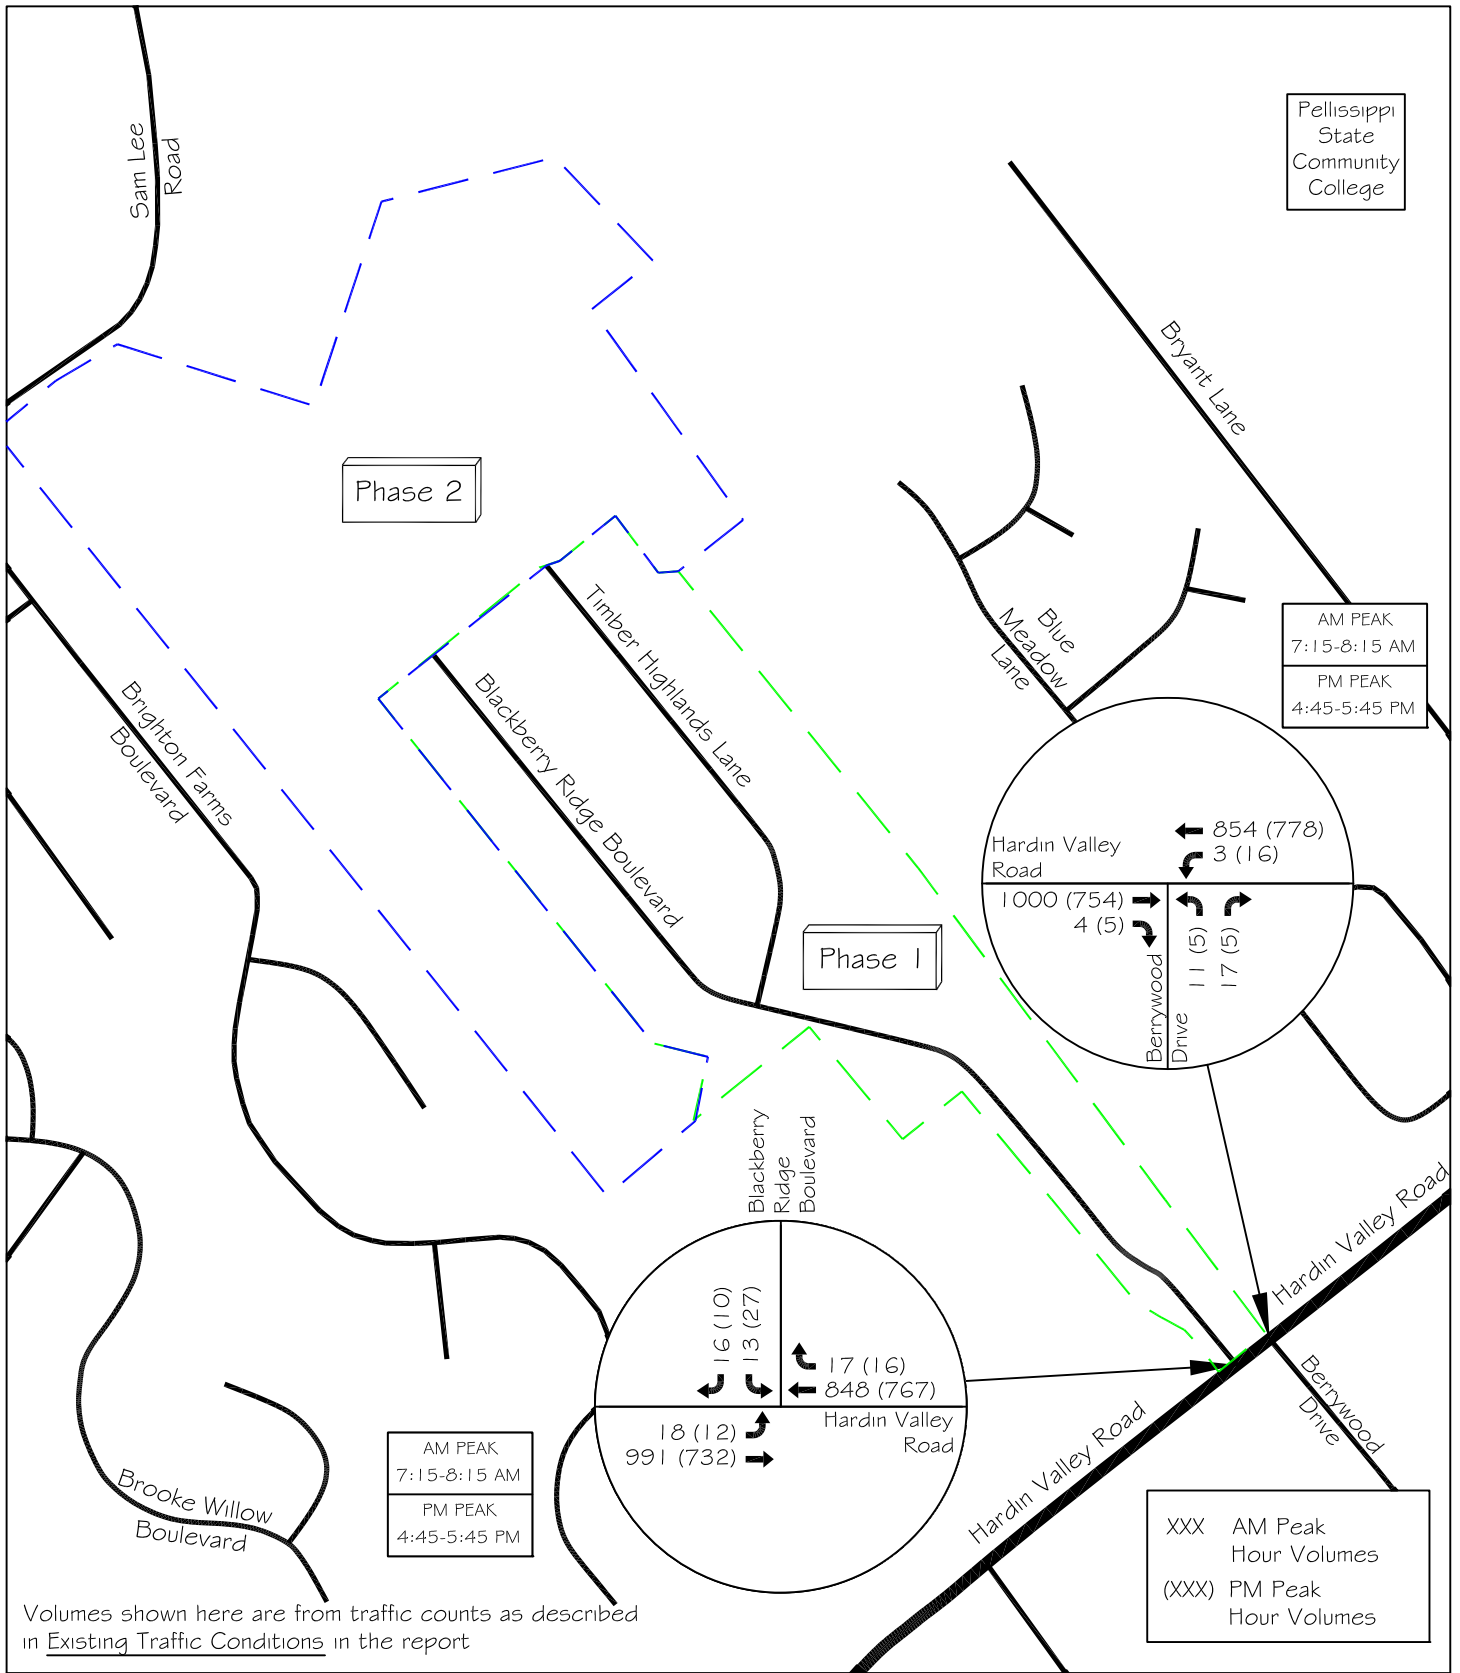 Sam Lee
Road
Pellissippi
State
Community
College
Bryant Lane
Phase 2
Timber Highlands Lane
Blackberry Ridge Boulevard
Blue
Meadow
Lane
AM PEAK
7:15-8:15 AM
PM PEAK
4:45-5:45 PM
Brighton Farms
Boulevard
Hardin Valley
Road
854 (778)
3 (16)
1000 (754)
4 (5)
11 (5)
17 (5)
Berrywood
Drive
Phase 1
Blackberry
Ridge
Boulevard
16 (10)
13 (27)
17 (16)
848 (767)
18 (12)
991 (732)
Hardin Valley
Road
Hardin Valley Road
Hardin Valley Road
Berrywood
Drive
AM PEAK
7:15-8:15 AM
PM PEAK
4:45-5:45 PM
Brooke Willow
Boulevard
XXX AM Peak
Hour Volumes
(XXX) PM Peak
Hour Volumes
Volumes shown here are from traffic counts as described
in Existing Traffic Conditions in the report